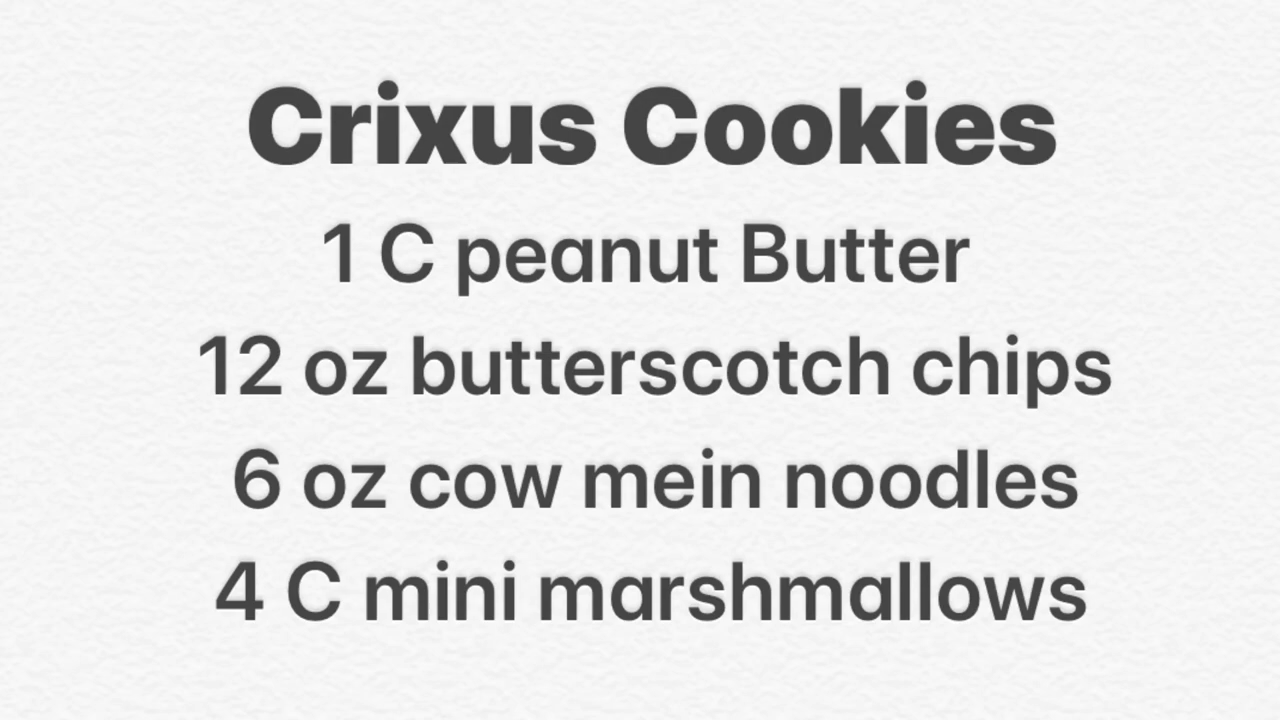 Crixus Cookies
1 C peanut Butter
12 oz butterscotch chips
6 oz cow mein noodles
4 C mini marshmallows